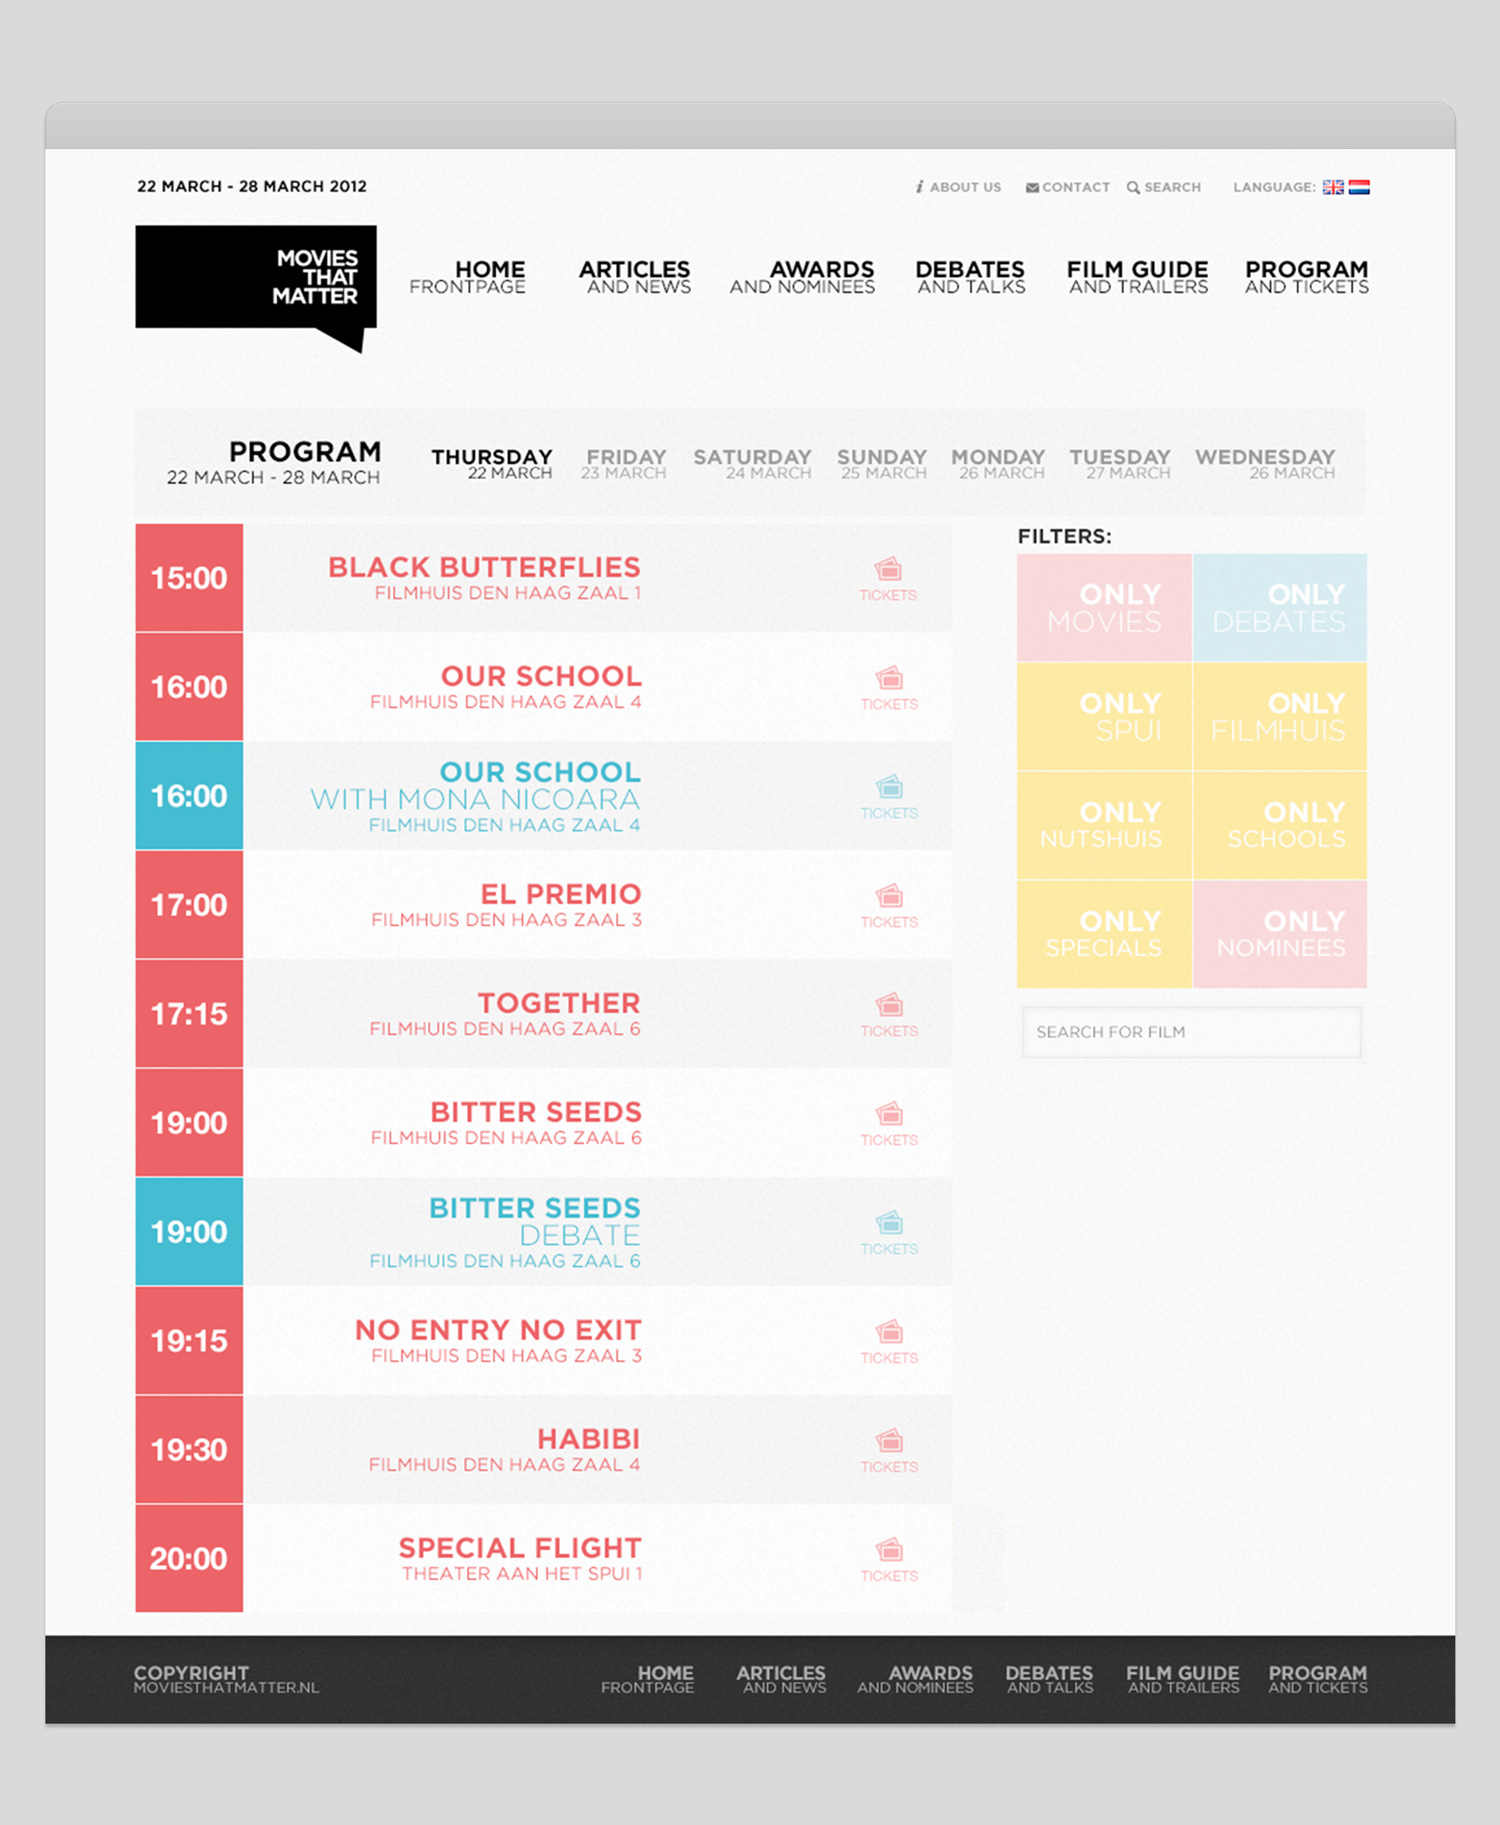 22 MARCH - 28 MARCH 2012
ABOUT US
CONTACT
SEARCH
LANGUAGE:
MOVIES
THAT
MATTER
HOME
FRONTPAGE
ARTICLES
AND NEWS
AWARDS
AND NOMINEES
DEBATES
AND TALKS
FILM GUIDE
AND TRAILERS
PROGRAM
AND TICKETS
PROGRAM
22 MARCH - 28 MARCH
THURSDAY
22 MARCH
FRIDAY
23 MARCH
SATURDAY
24 MARCH
SUNDAY
25 MARCH
MONDAY
26 MARCH
TUESDAY
27 MARCH
WEDNESDAY
26 MARCH
15:00
BLACK BUTTERFLIES
FILMHUIS DEN HAAG ZAAL 1
TICKETS
16:00
OUR SCHOOL
FILMHUIS DEN HAAG ZAAL 4
TICKETS
16:00
OUR SCHOOL
WITH MONA NICOARA
FILMHUIS DEN HAAG ZAAL 4
TICKETS
17:00
EL PREMIO
FILMHUIS DEN HAAG ZAAL 3
TICKETS
17:15
TOGETHER
FILMHUIS DEN HAAG ZAAL 6
TICKETS
19:00
BITTER SEEDS
FILMHUIS DEN HAAG ZAAL 6
TICKETS
19:00
BITTER SEEDS
DEBATE
FILMHUIS DEN HAAG ZAAL 6
TICKETS
19:15
NO ENTRY NO EXIT
FILMHUIS DEN HAAG ZAAL 3
TICKETS
19:30
HABIBI
FILMHUIS DEN HAAG ZAAL 4
TICKETS
20:00
SPECIAL FLIGHT
THEATER AAN HET SPUI 1
TICKETS
FILTERS:
ONLY
MOVIES
ONLY
DEBATES
ONLY
SPUI
ONLY
FILMHUIS
ONLY
NUTSHUIS
ONLY
SCHOOLS
ONLY
SPECIALS
ONLY
NOMINEES
SEARCH FOR FILM
COPYRIGHT
MOVIESTHATMATTER.NL
HOME
FRONTPAGE
ARTICLES
AND NEWS
AWARDS
AND NOMINEES
DEBATES
AND TALKS
FILM GUIDE
AND TRAILERS
PROGRAM
AND TICKETS